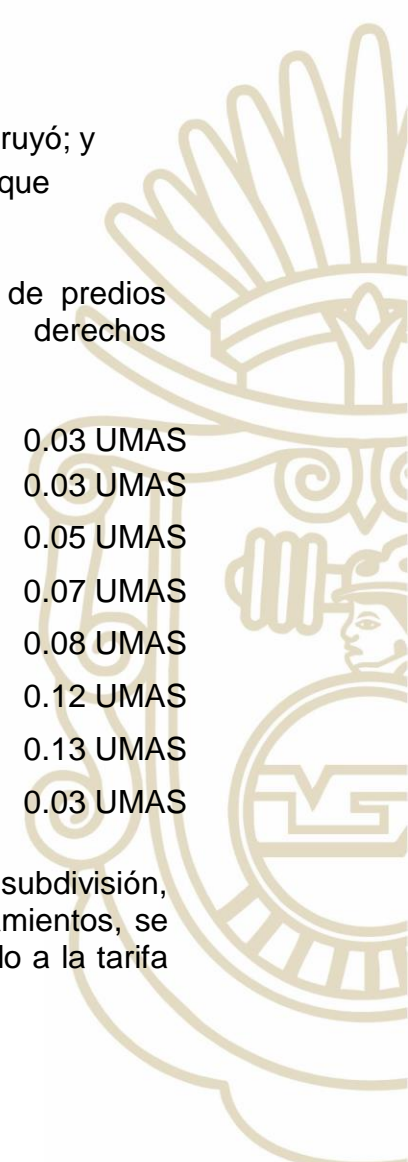 ruyó; y
que
de predios
derechos
0.03 UMAS
0.03 UMAS
0.05 UMAS
0.07 UMAS
0.08 UMAS
0.12 UMAS
0.13 UMAS
0.03 UMAS
subdivisión,
amientos, se
lo a la tarifa